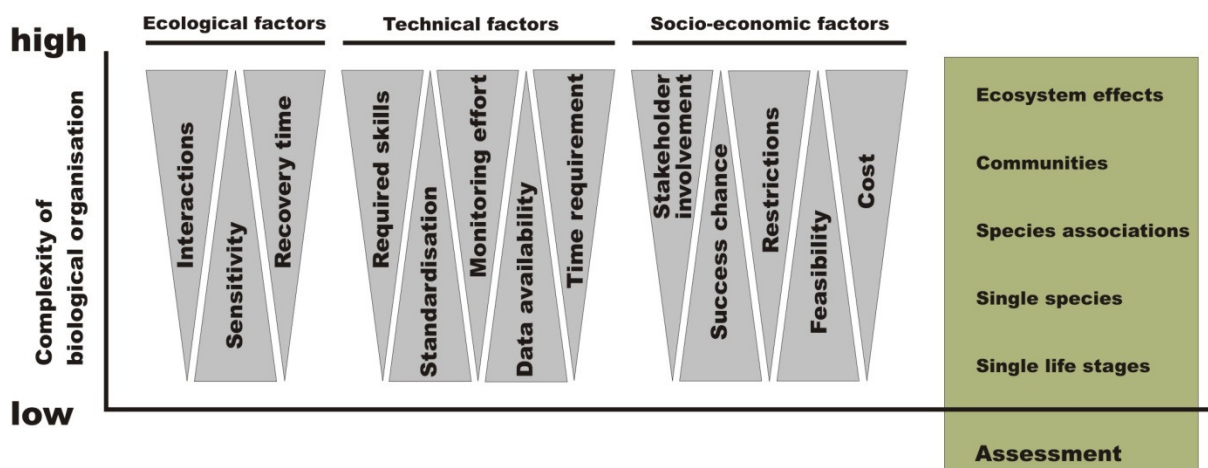 Ecological factors
Technical factors
Socio-economic factors
high
Complexity of
biological organisation
low
Interactions
Sensitivity
Recovery time
Required skills
Standardisation
Monitoring effort
Data availability
Time requirement
Stakeholder
involvement
Success chance
Restrictions
Feasibility
Cost
Ecosystem effects
Communities
Species associations
Single species
Single life stages
Assessment